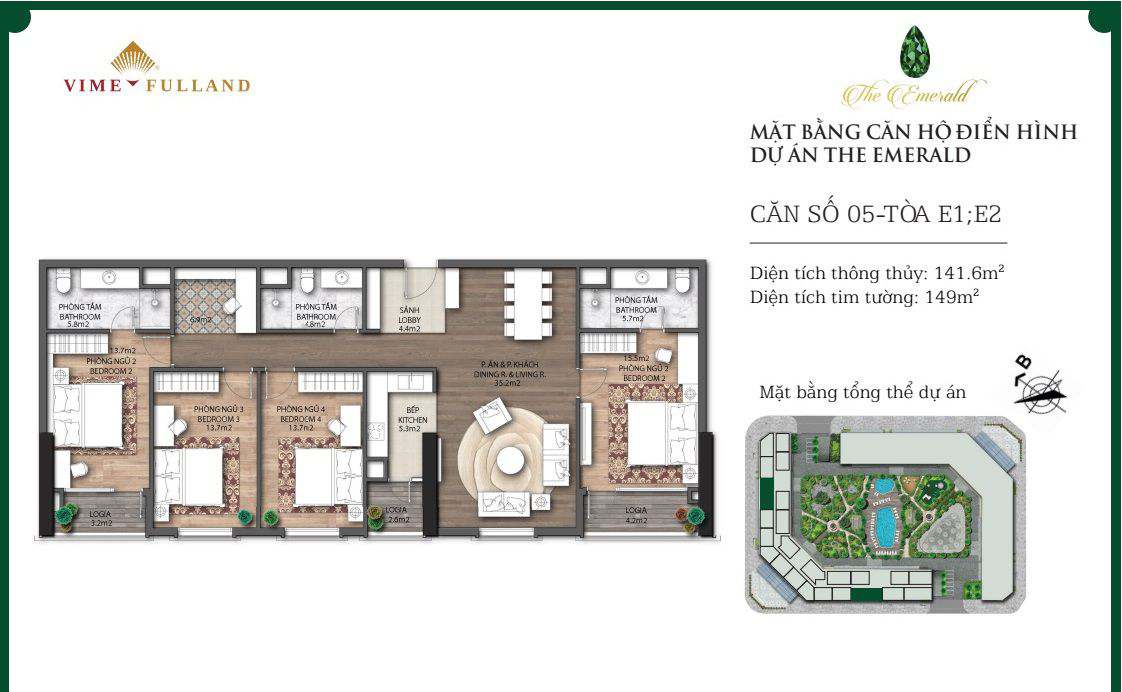 VIME FULLAND
The Emerald
MẶT BẰNG CĂN HỘ ĐIỂN HÌNH
DỰ ÁN THE EMERALD
CĂN SỐ 05-TÒA E1;E2
Diện tích thông thủy: 141.6m²
Diện tích tim tường: 149m²
Mặt bằng tổng thể dự án
B
PHÒNG TẮM
BATHROOM
5.8m2
6.9m2
PHÒNG TẮM
BATHROOM
4.8m2
SẢNH
LOBBY
4.4m2
PHÒNG TẮM
BATHROOM
5.7m2
13.7m2
PHÒNG NGỦ 2
BEDROOM 2
P. ĂN & P. KHÁCH
DINING R. & LIVING R.
35.2m2
15.5m2
PHÒNG NGỦ 2
BEDROOM 2
PHÒNG NGỦ 3
BEDROOM 3
13.7m2
PHÒNG NGỦ 4
BEDROOM 4
13.7m2
BẾP
KITCHEN
5.3m2
LOGIA
3.2m2
LOGIA
2.6m2
LOGIA
4.2m2